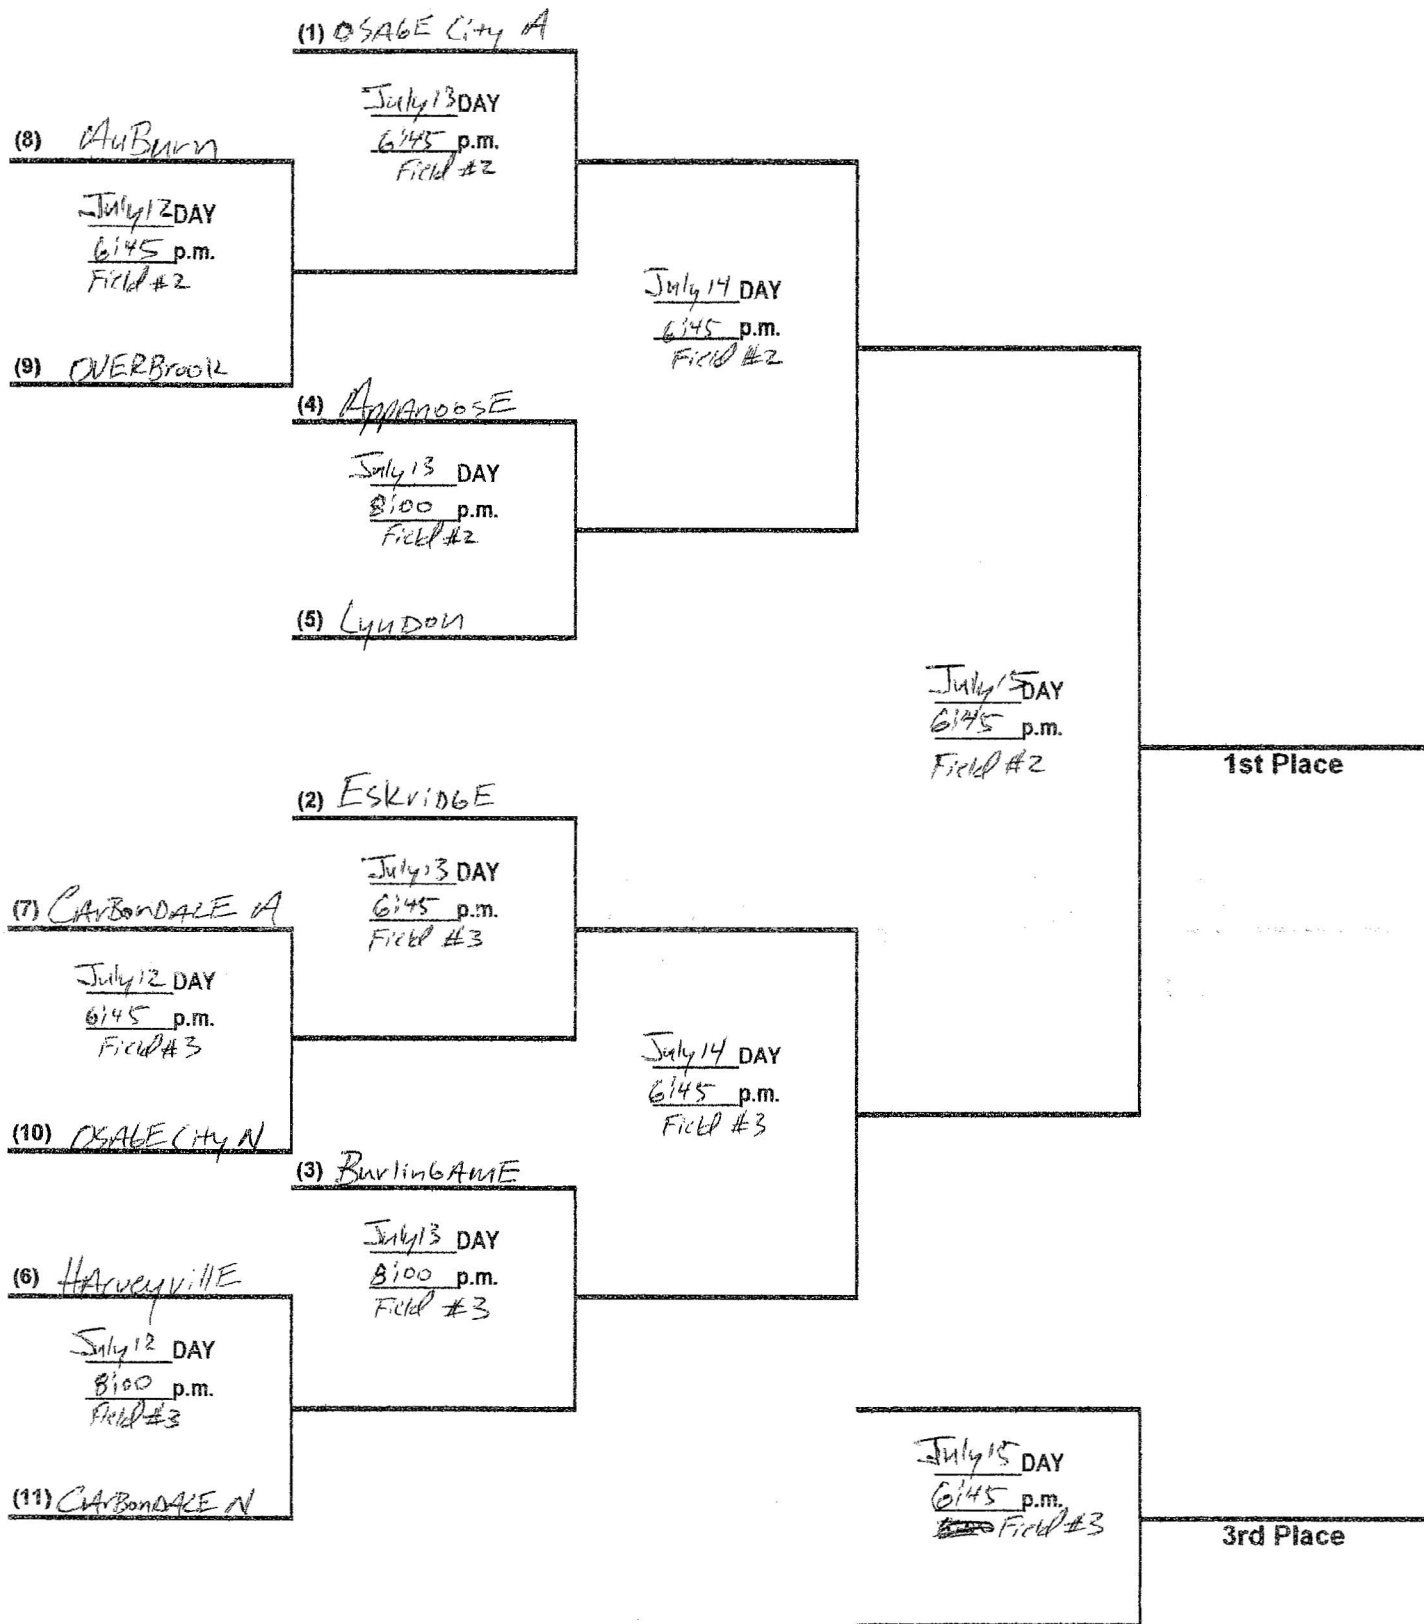 (1) OSAGE City A
July 13 DAY
6:45 p.m.
Field #2
(8) AuBurn
July 12 DAY
6:45 p.m.
Field #2
(9) OVERBrook
July 14 DAY
6:45 p.m.
Field #2
(4) AppAnoosE
July 13 DAY
8:00 p.m.
Field #2
(5) LynDon
July 15 DAY
6:45 p.m.
Field #2
1st Place
(2) EskriDGE
July 13 DAY
6:45 p.m.
Field #3
(7) CArBonDALE A
July 12 DAY
6:45 p.m.
Field #3
(10) OSAGE City N
July 14 DAY
6:45 p.m.
Field #3
(3) BurlinGAmE
July 13 DAY
8:00 p.m.
Field #3
(6) HArveyvillE
July 12 DAY
8:00 p.m.
Field #3
(11) CArBonDALE N
July 15 DAY
6:45 p.m.
Field #3
3rd Place